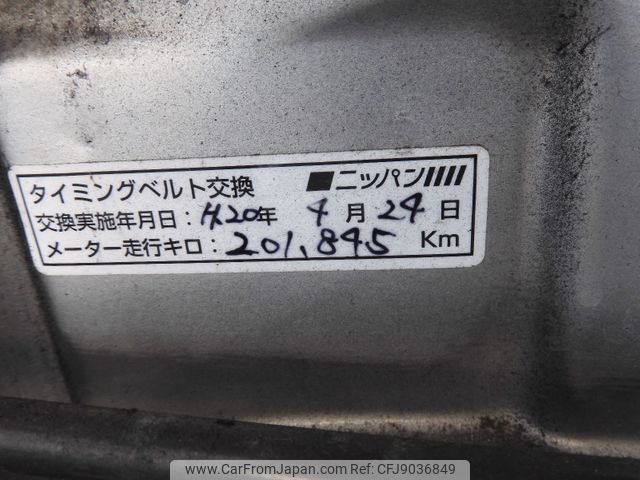 タイミングベルト交換 ■ニッパン////
交換実施年月日：H.20年 4月 24日
メーター走行キロ：201,845 Km
www.CarFromJapan.com | Stock ID: CFJ9036849